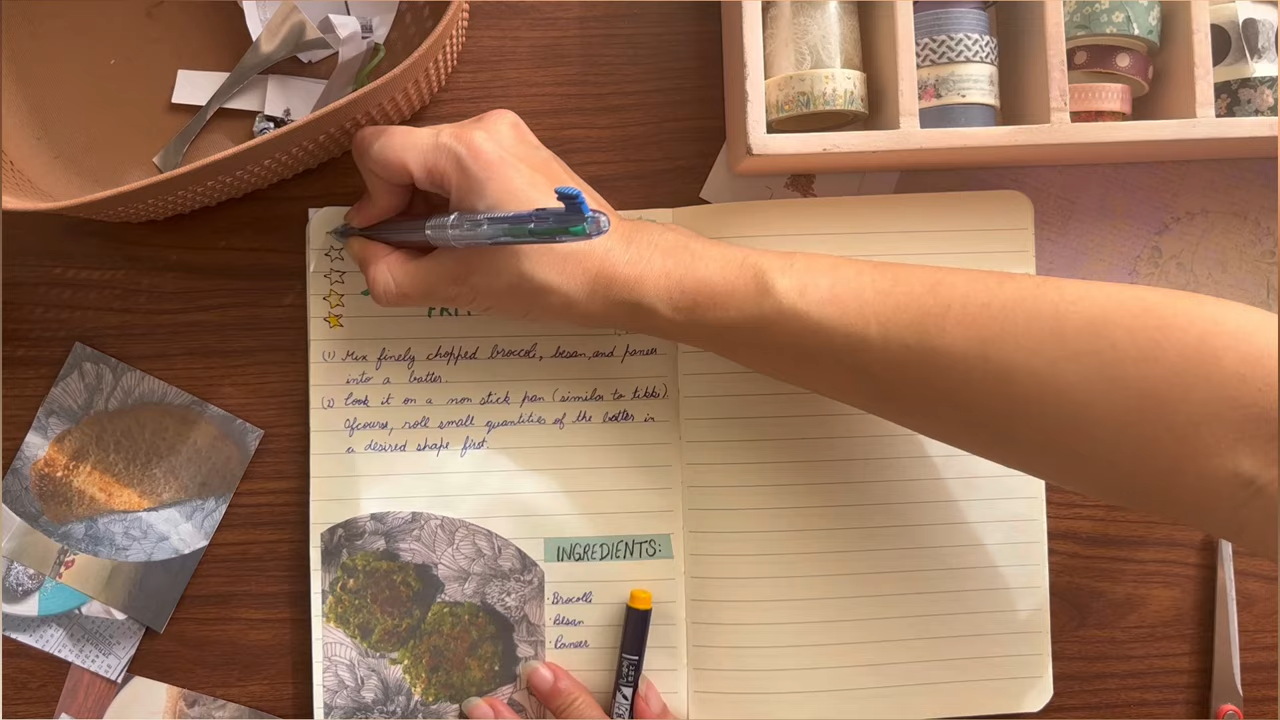 (1) Mix finely chopped broccoli, besan, and paneer
into a batter.
(2) Cook it on a non stick pan (similar to tikki).
Ofcourse, roll small quantities of the batter in
a desired shape first.
INGREDIENTS:
· Brocolli
· Besan
· Paneer